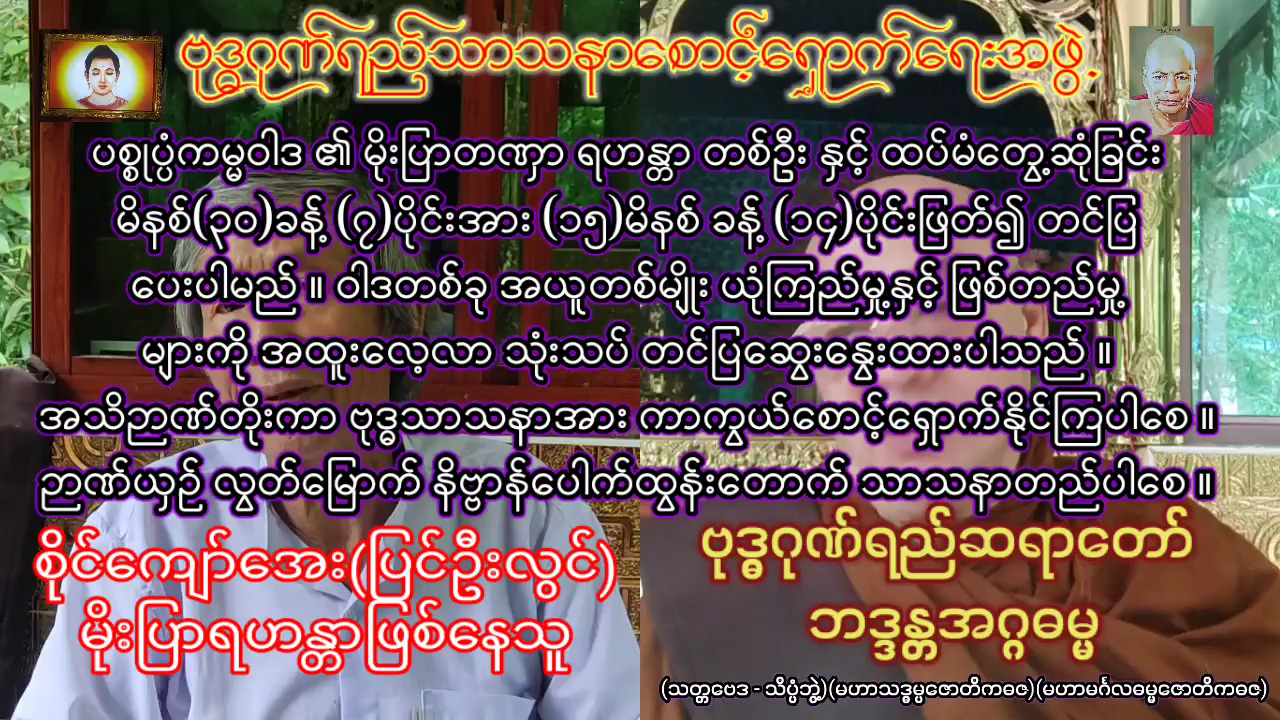 ဗုဒ္ဓဂုဏ်ရည်သာသနာစောင့်ရှောက်ရေးအဖွဲ့
ပစ္စုပ္ပံကမ္မဝါဒ ၏ မိုးပြာတဏှာ ရဟန္တာ တစ်ဦး နှင့် ထပ်မံတွေ့ဆုံခြင်း
မိနစ်(၃၀)ခန့် (၇)ပိုင်းအား (၁၅)မိနစ် ခန့် (၁၄)ပိုင်းဖြတ်၍ တင်ပြ
ပေးပါမည် ။ ဝါဒတစ်ခု အယူတစ်မျိုး ယုံကြည်မှု့နှင့် ဖြစ်တည်မှု့
များကို အထူးလေ့လာ သုံးသပ် တင်ပြဆွေးနွေးထားပါသည် ။
အသိဉာဏ်တိုးကာ ဗုဒ္ဓသာသနာအား ကာကွယ်စောင့်ရှောက်နိုင်ကြပါစေ ။
ဉာဏ်ယှဉ် လွတ်မြောက် နိဗ္ဗာန်ပေါက်ထွန်းတောက် သာသနာတည်ပါစေ ။
စိုင်ကျော်အေး(ပြင်ဦးလွင်)
မိုးပြာရဟန္တာဖြစ်နေသူ
ဗုဒ္ဓဂုဏ်ရည်ဆရာတော်
ဘဒ္ဒန္တအဂ္ဂဓမ္မ
(သတ္တဗေဒ - သိပ္ပံဘွဲ့)(မဟာသဒ္ဓမ္မဇောတိကဓဇ)(မဟာမင်္ဂလဓမ္မဇောတိကဓဇ)